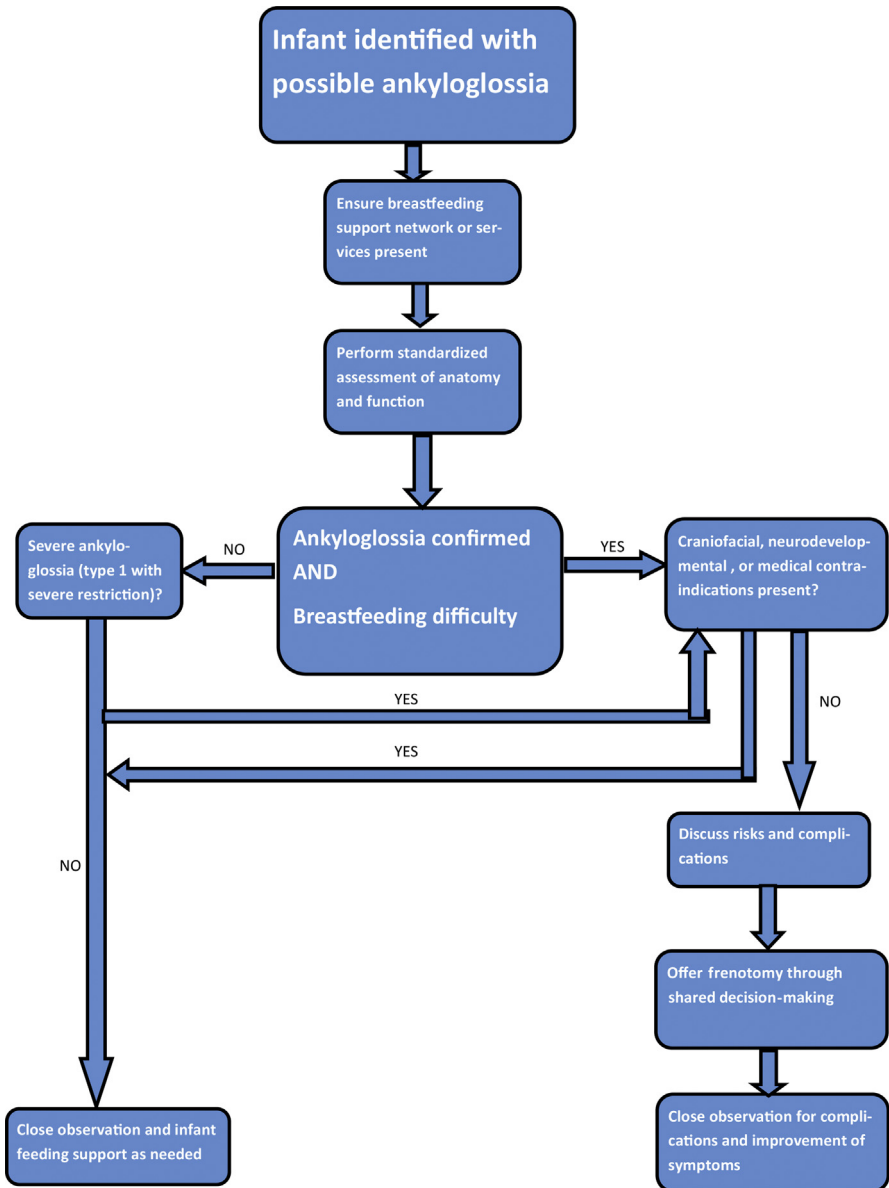 Infant identified with
possible ankyloglossia
Ensure breastfeeding
support network or ser-
vices present
Perform standardized
assessment of anatomy
and function
Severe ankylo-
glossia (type 1 with
severe restriction)?
NO
Ankyloglossia confirmed
AND
Breastfeeding difficulty
YES
Craniofacial, neurodevelop-
mental , or medical contra-
indications present?
YES
NO
YES
NO
Discuss risks and compli-
cations
Offer frenotomy through
shared decision-making
Close observation and infant
feeding support as needed
Close observation for compli-
cations and improvement of
symptoms